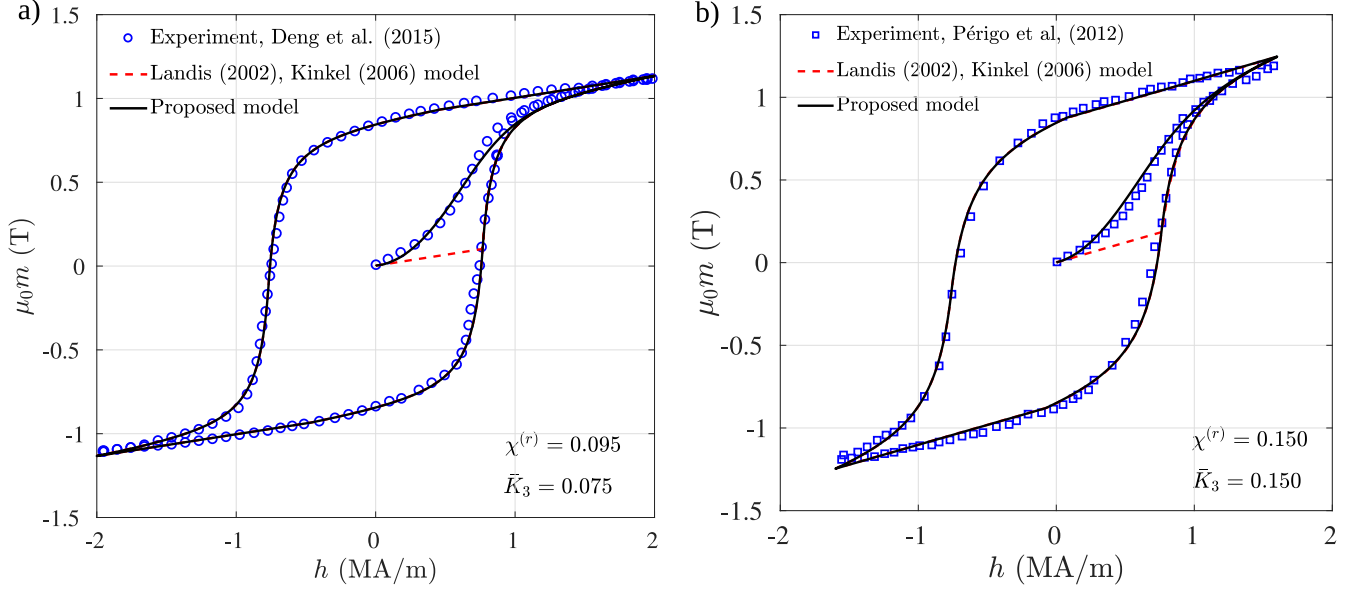 a)
1.5
1
0.5
0
-0.5
-1
-1.5
μ₀m (T)
Experiment, Deng et al. (2015)
Landis (2002), Kinkel (2006) model
Proposed model
χ⁽ʳ⁾ = 0.095
K̄₃ = 0.075
-2 -1 0 1 2
h (MA/m)
b)
1.5
1
0.5
0
-0.5
-1
-1.5
μ₀m (T)
Experiment, Périgo et al, (2012)
Landis (2002), Kinkel (2006) model
Proposed model
χ⁽ʳ⁾ = 0.150
K̄₃ = 0.150
-2 -1 0 1 2
h (MA/m)